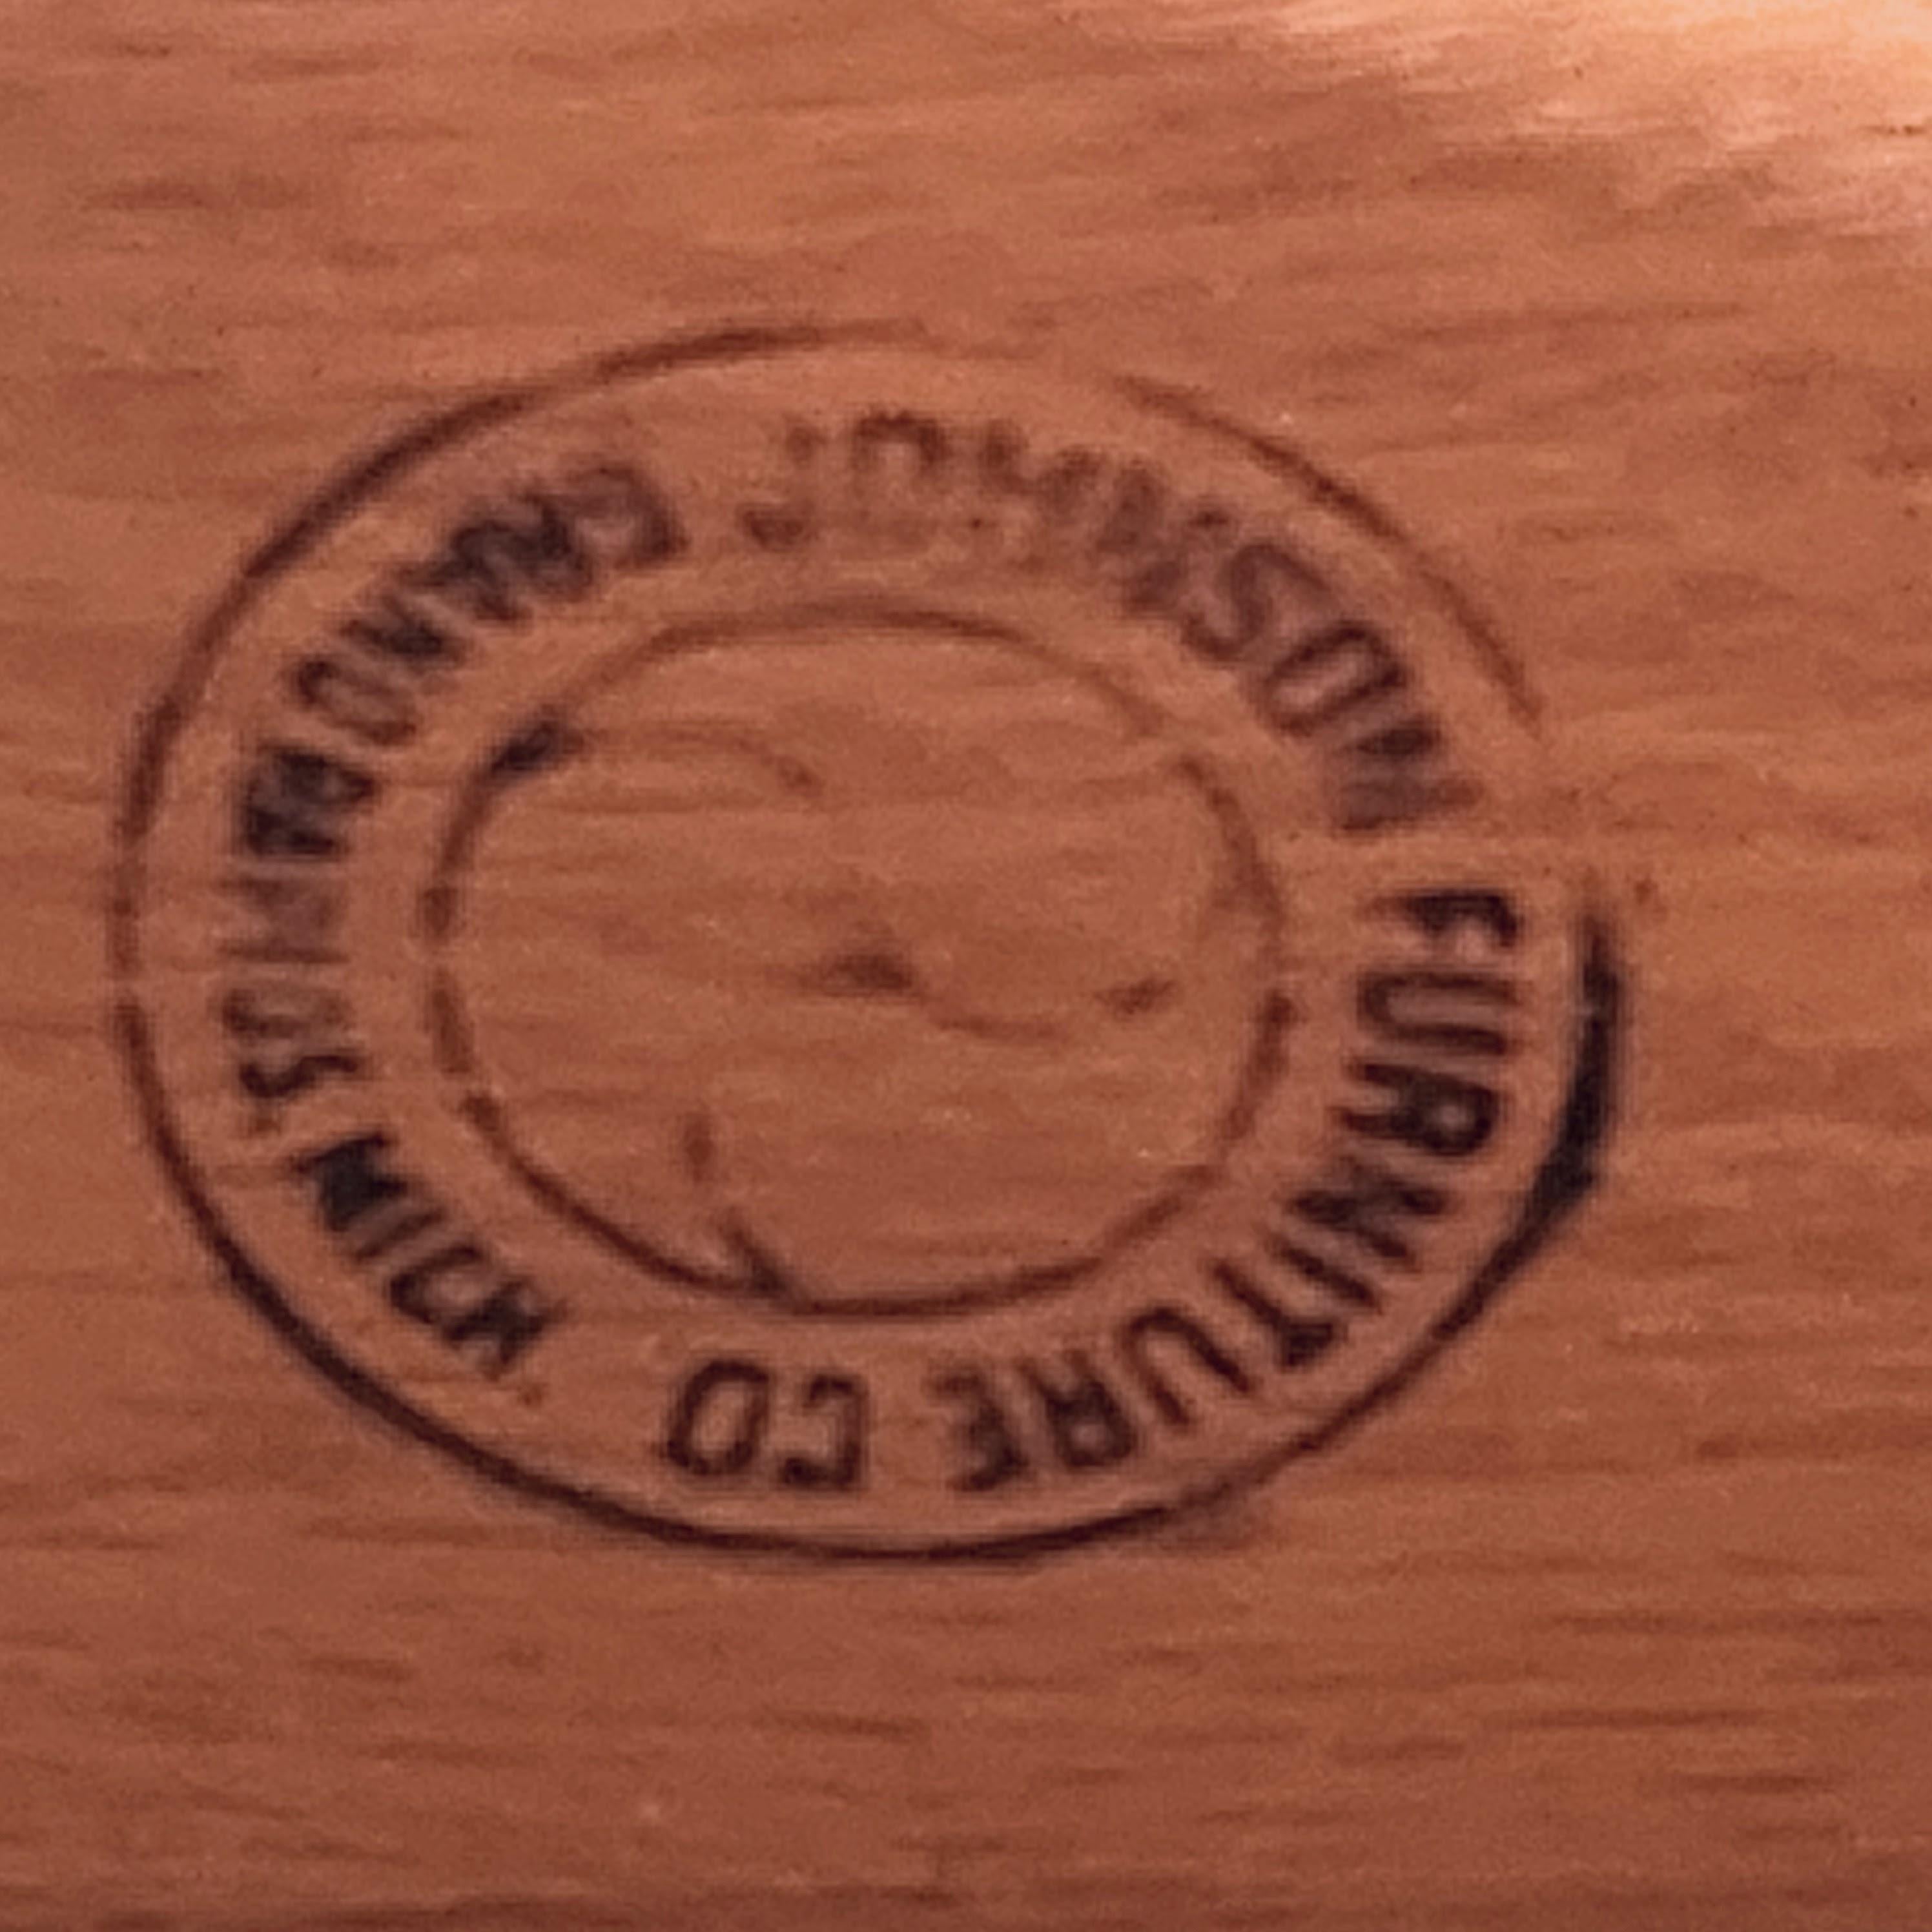 JOHNSON FURNITURE CO
GRAND RAPIDS MICH.